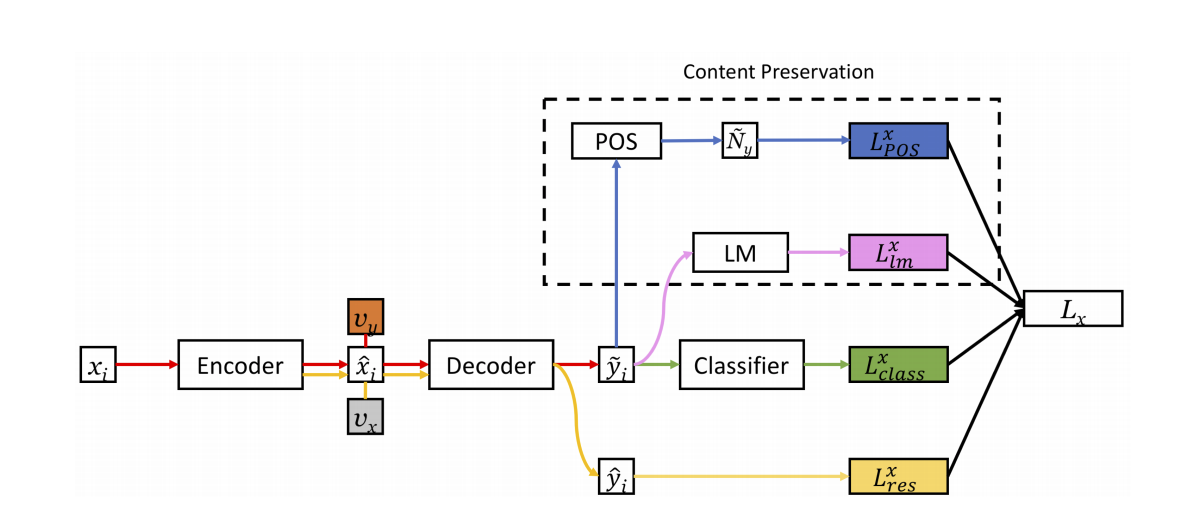 Content Preservation
POS
Ñ_y
L^x_POS
LM
L^x_lm
v_y
L_x
x_i
Encoder
x̂_i
Decoder
ỹ_i
Classifier
L^x_class
v_x
ŷ_i
L^x_res